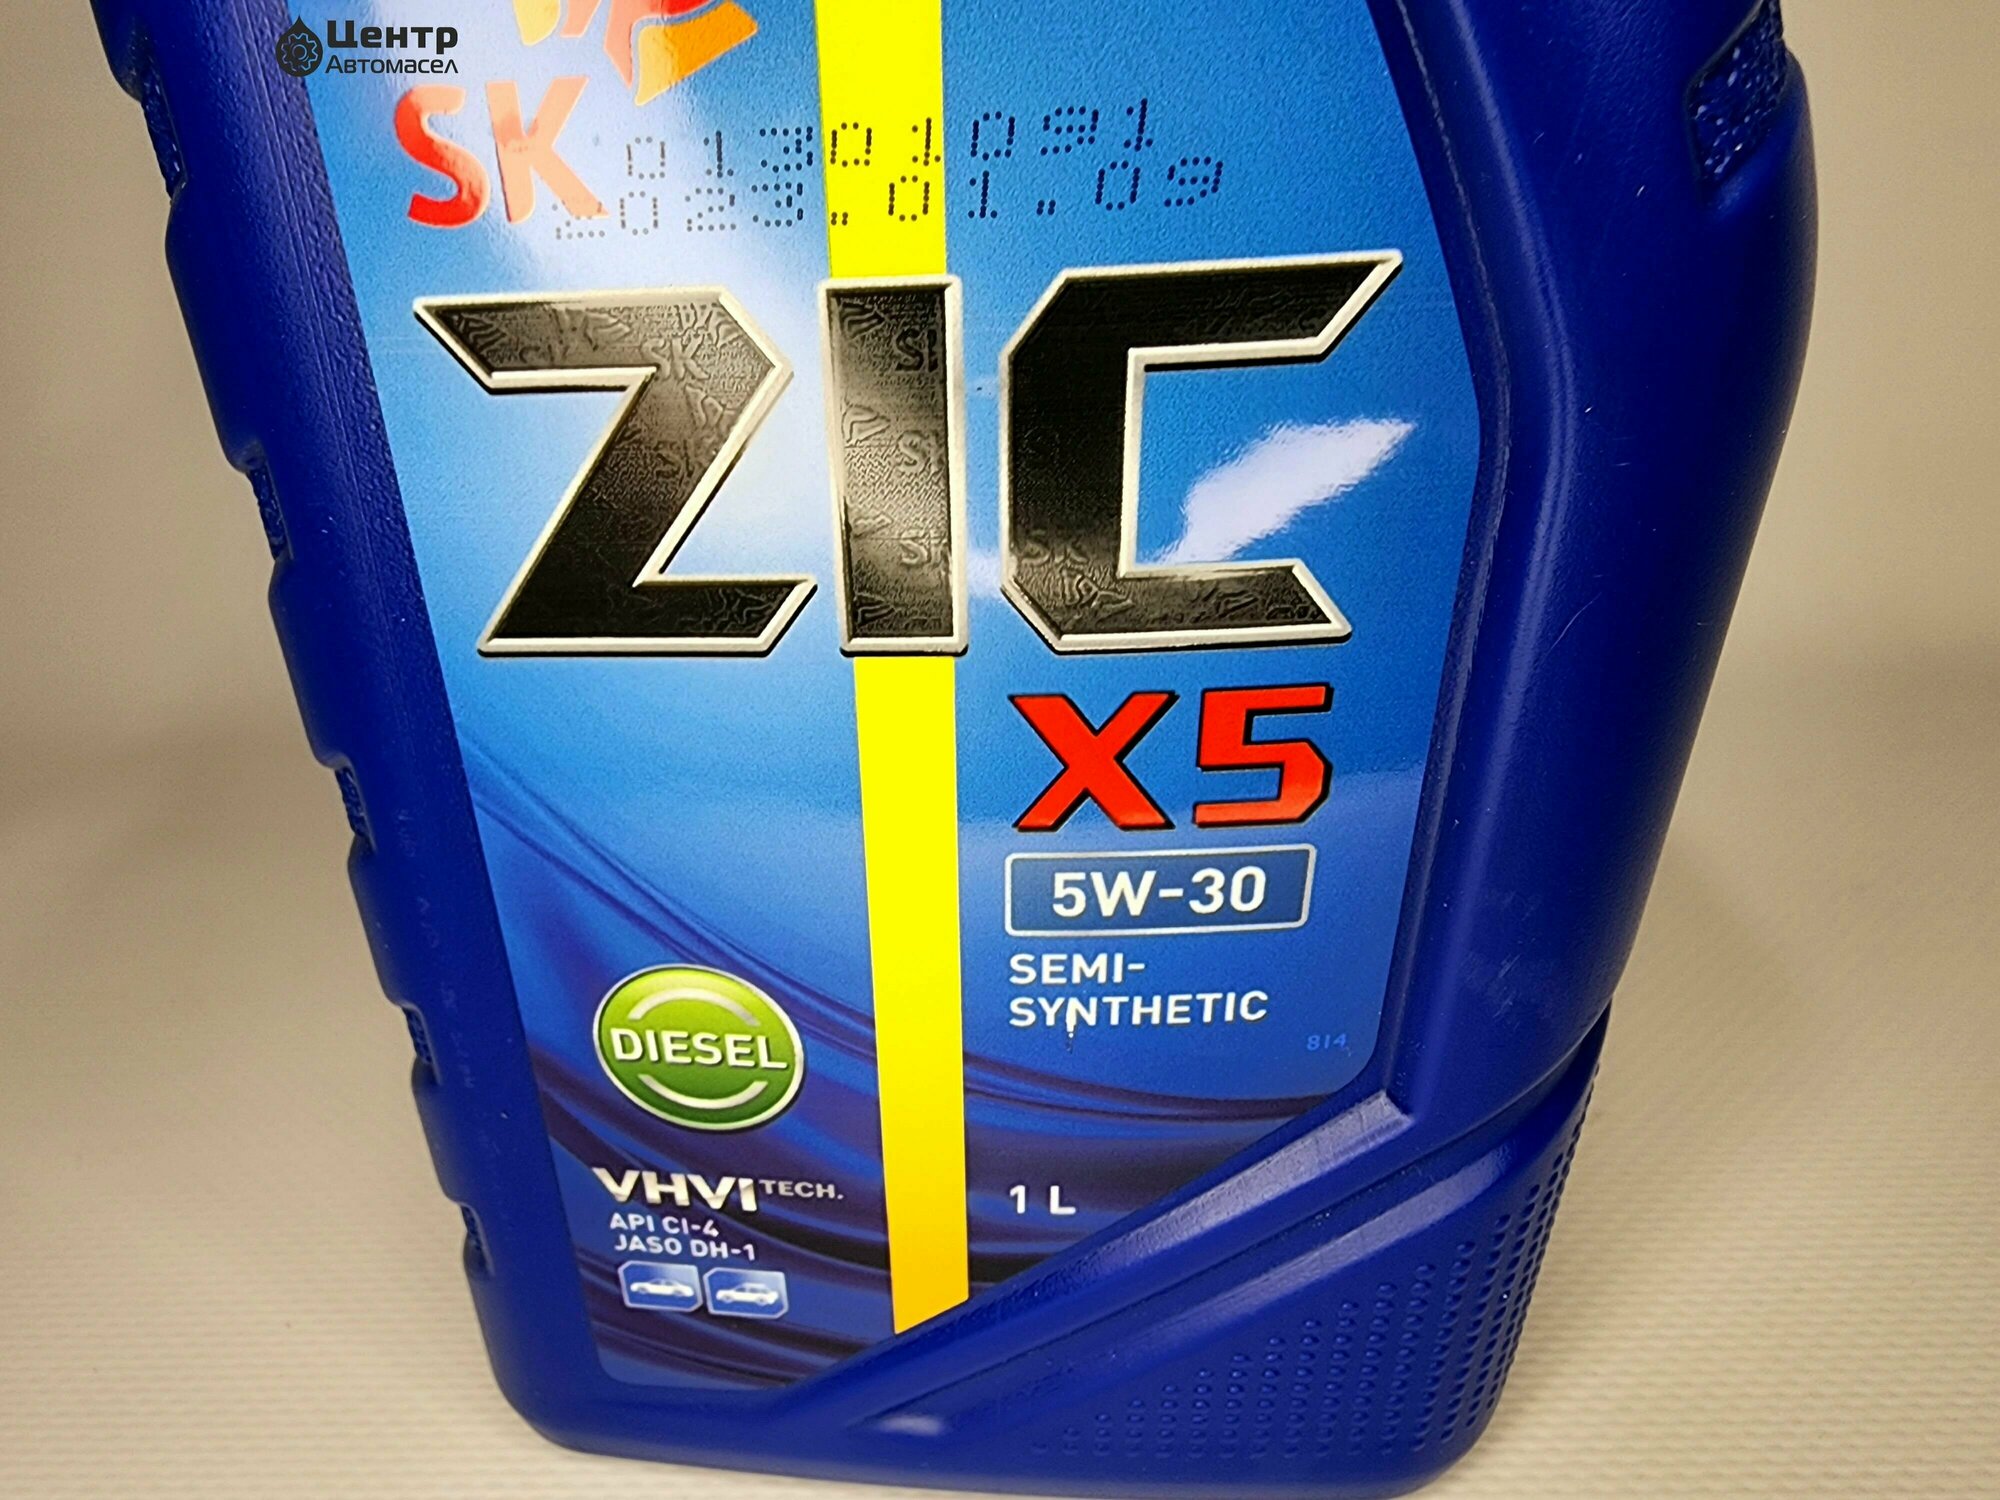 Центр
Автомасел
SK
01301091
2023.01.09
ZIC
X5
5W-30
SEMI-
SYNTHETIC
814
DIESEL
VHVI TECH.
API CI-4
JASO DH-1
1 L